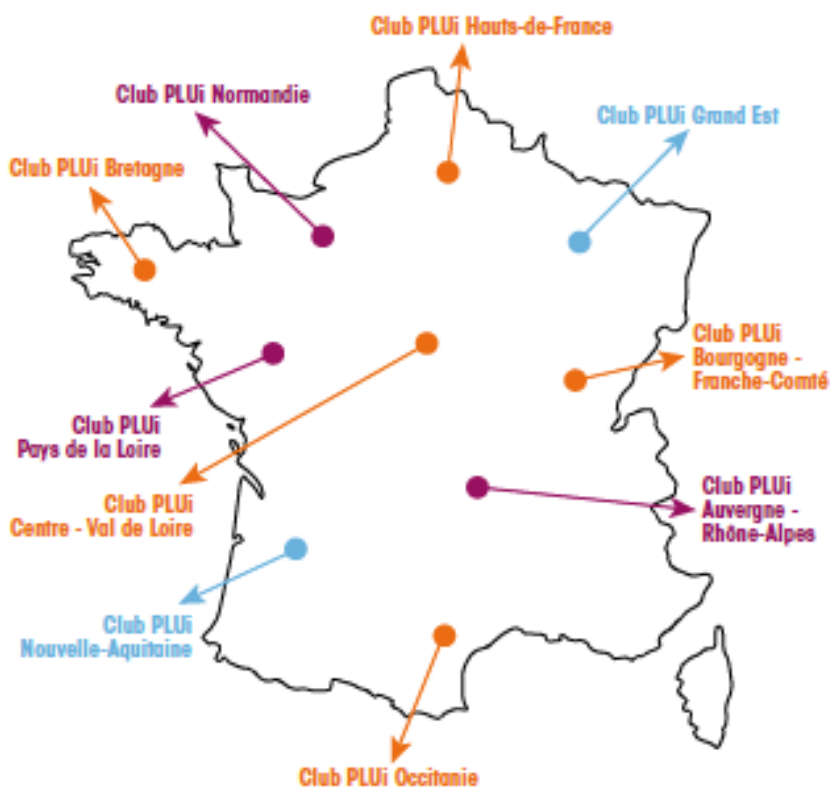 Club PLUi Hauts-de-France
Club PLUi Normandie
Club PLUi Grand Est
Club PLUi Bretagne
Club PLUi
Bourgogne -
Franche-Comté
Club PLUi
Pays de la Loire
Club PLUi
Centre - Val de Loire
Club PLUi
Auvergne -
Rhône-Alpes
Club PLUi
Nouvelle-Aquitaine
Club PLUi Occitanie